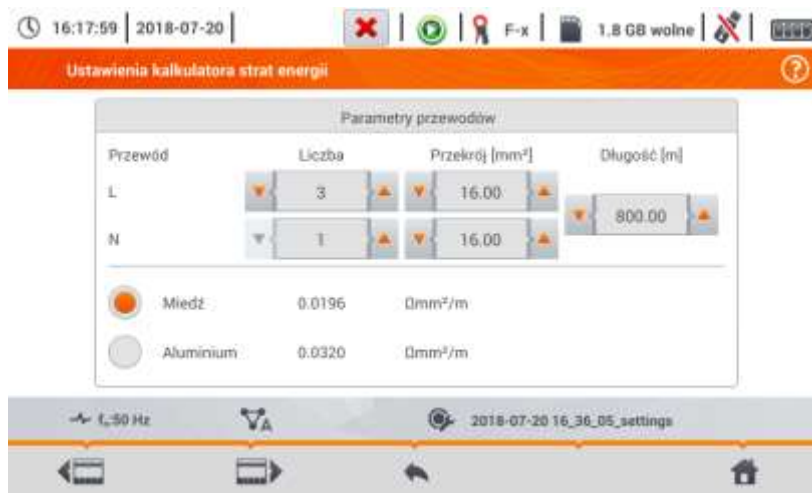 16:17:59 2018-07-20 F-x 1.8 GB wolne
Ustawienia kalkulatora strat energii
Parametry przewodów
Przewód Liczba Przekrój [mm²] Długość [m]
L 3 16.00
800.00
N 1 16.00
Miedź 0.0196 Ωmm²/m
Aluminium 0.0320 Ωmm²/m
fₙ:50 Hz A 2018-07-20 16_36_05_settings